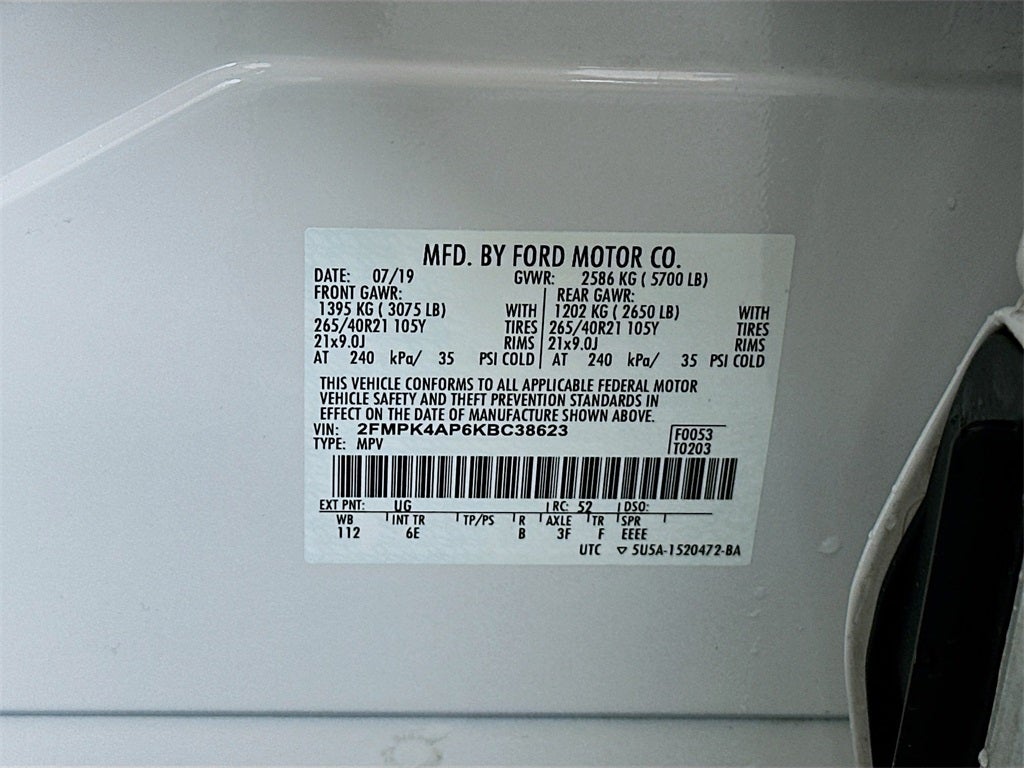 MFD. BY FORD MOTOR CO.
DATE: 07/19 GVWR: 2586 KG ( 5700 LB)
FRONT GAWR: REAR GAWR:
1395 KG ( 3075 LB) WITH 1202 KG ( 2650 LB) WITH
265/40R21 105Y TIRES 265/40R21 105Y TIRES
21x9.0J RIMS 21x9.0J RIMS
AT 240 kPa/ 35 PSI COLD AT 240 kPa/ 35 PSI COLD
THIS VEHICLE CONFORMS TO ALL APPLICABLE FEDERAL MOTOR
VEHICLE SAFETY AND THEFT PREVENTION STANDARDS IN
EFFECT ON THE DATE OF MANUFACTURE SHOWN ABOVE.
VIN: 2FMPK4AP6KBC38623 F0053
TYPE: MPV T0203
EXT PNT: UG RC: 52 DSO:
WB INT TR TP/PS R AXLE TR SPR
112 6E B 3F F EEEE
UTC ▽ 5U5A-1520472-BA